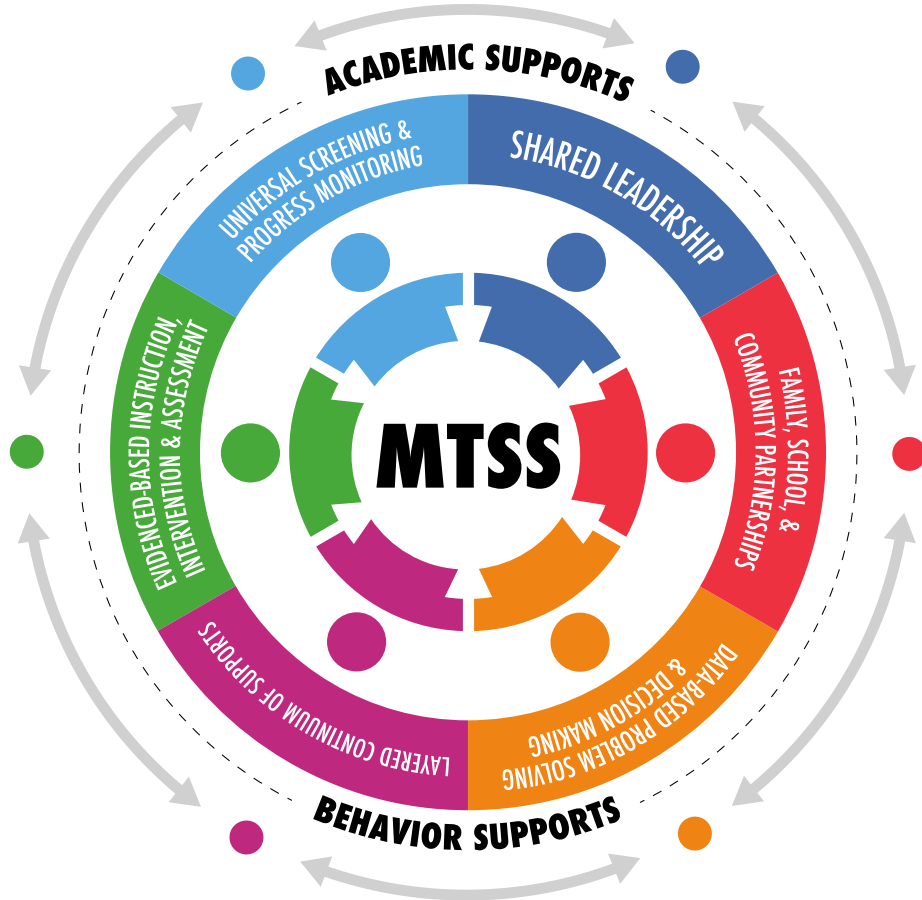 ACADEMIC SUPPORTS
UNIVERSAL SCREENING &
PROGRESS MONITORING
SHARED LEADERSHIP
FAMILY, SCHOOL, &
COMMUNITY PARTNERSHIPS
DATA-BASED PROBLEM SOLVING
& DECISION MAKING
LAYERED CONTINUUM OF SUPPORTS
EVIDENCED-BASED INSTRUCTION,
INTERVENTION & ASSESSMENT
MTSS
BEHAVIOR SUPPORTS